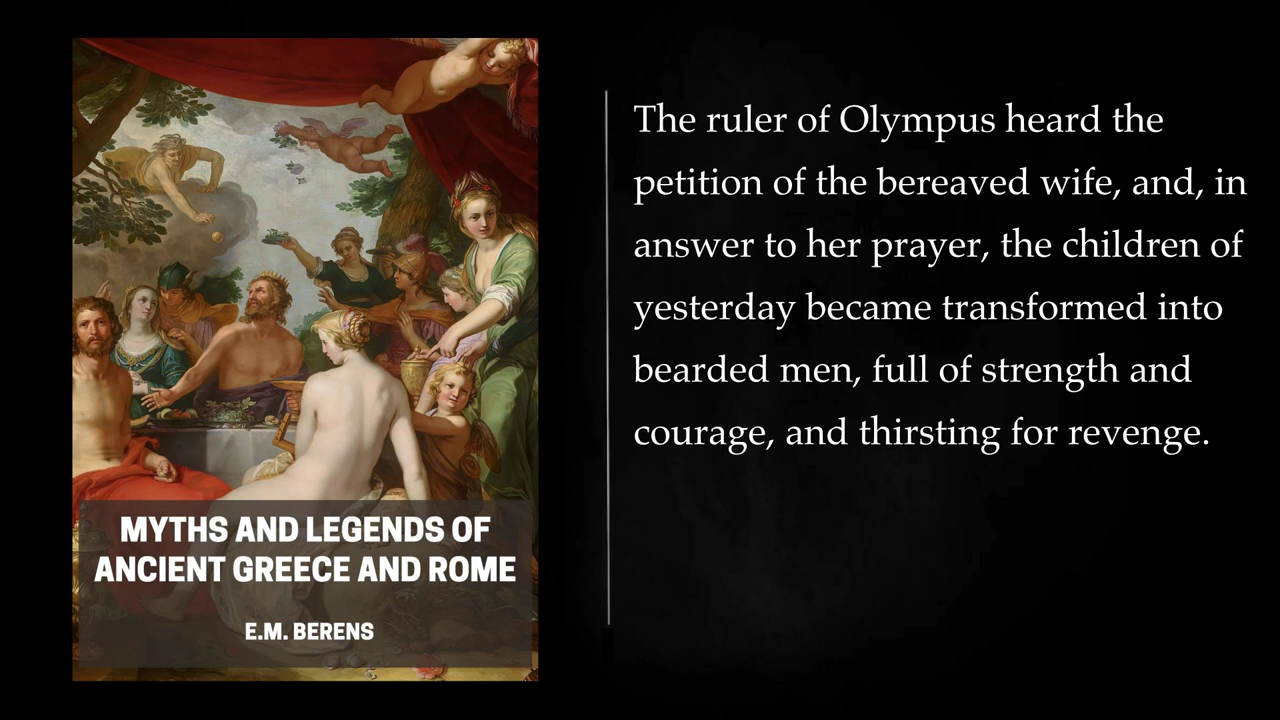 MYTHS AND LEGENDS OF
ANCIENT GREECE AND ROME
E.M. BERENS
The ruler of Olympus heard the
petition of the bereaved wife, and, in
answer to her prayer, the children of
yesterday became transformed into
bearded men, full of strength and
courage, and thirsting for revenge.